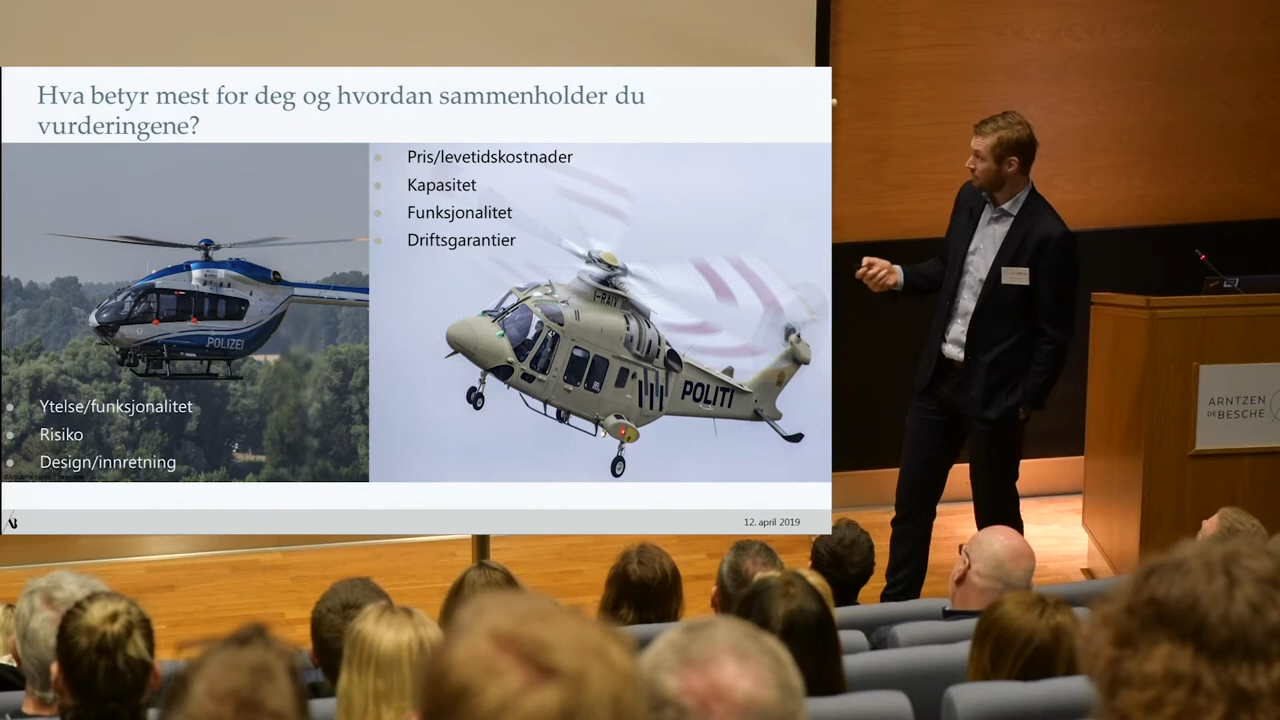 Hva betyr mest for deg og hvordan sammenholder du
vurderingene?
Pris/levetidskostnader
Kapasitet
Funksjonalitet
Driftsgarantier
I-RAIV
POLIZEI
POLITI
Ytelse/funksjonalitet
Risiko
Design/innretning
12. april 2019
ARNTZEN
DE BESCHE